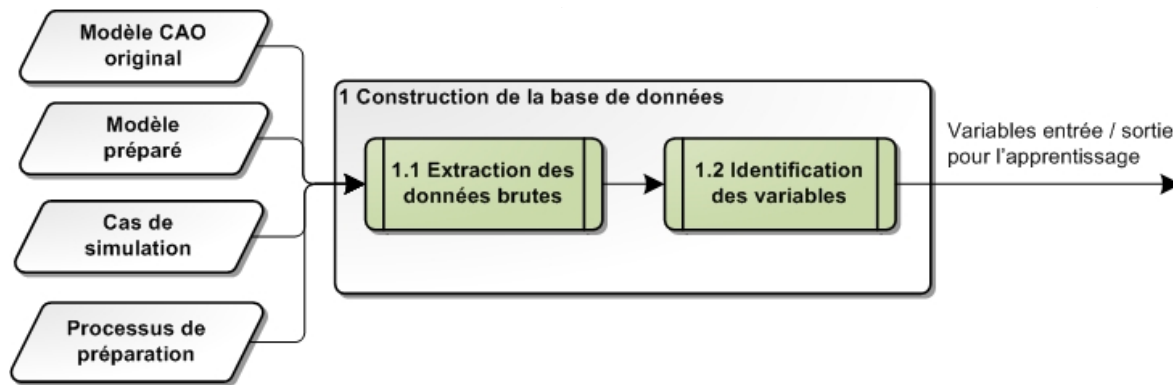 Modèle CAO
original
Modèle
préparé
Cas de
simulation
Processus de
préparation
1 Construction de la base de données
1.1 Extraction des
données brutes
1.2 Identification
des variables
Variables entrée / sortie
pour l'apprentissage